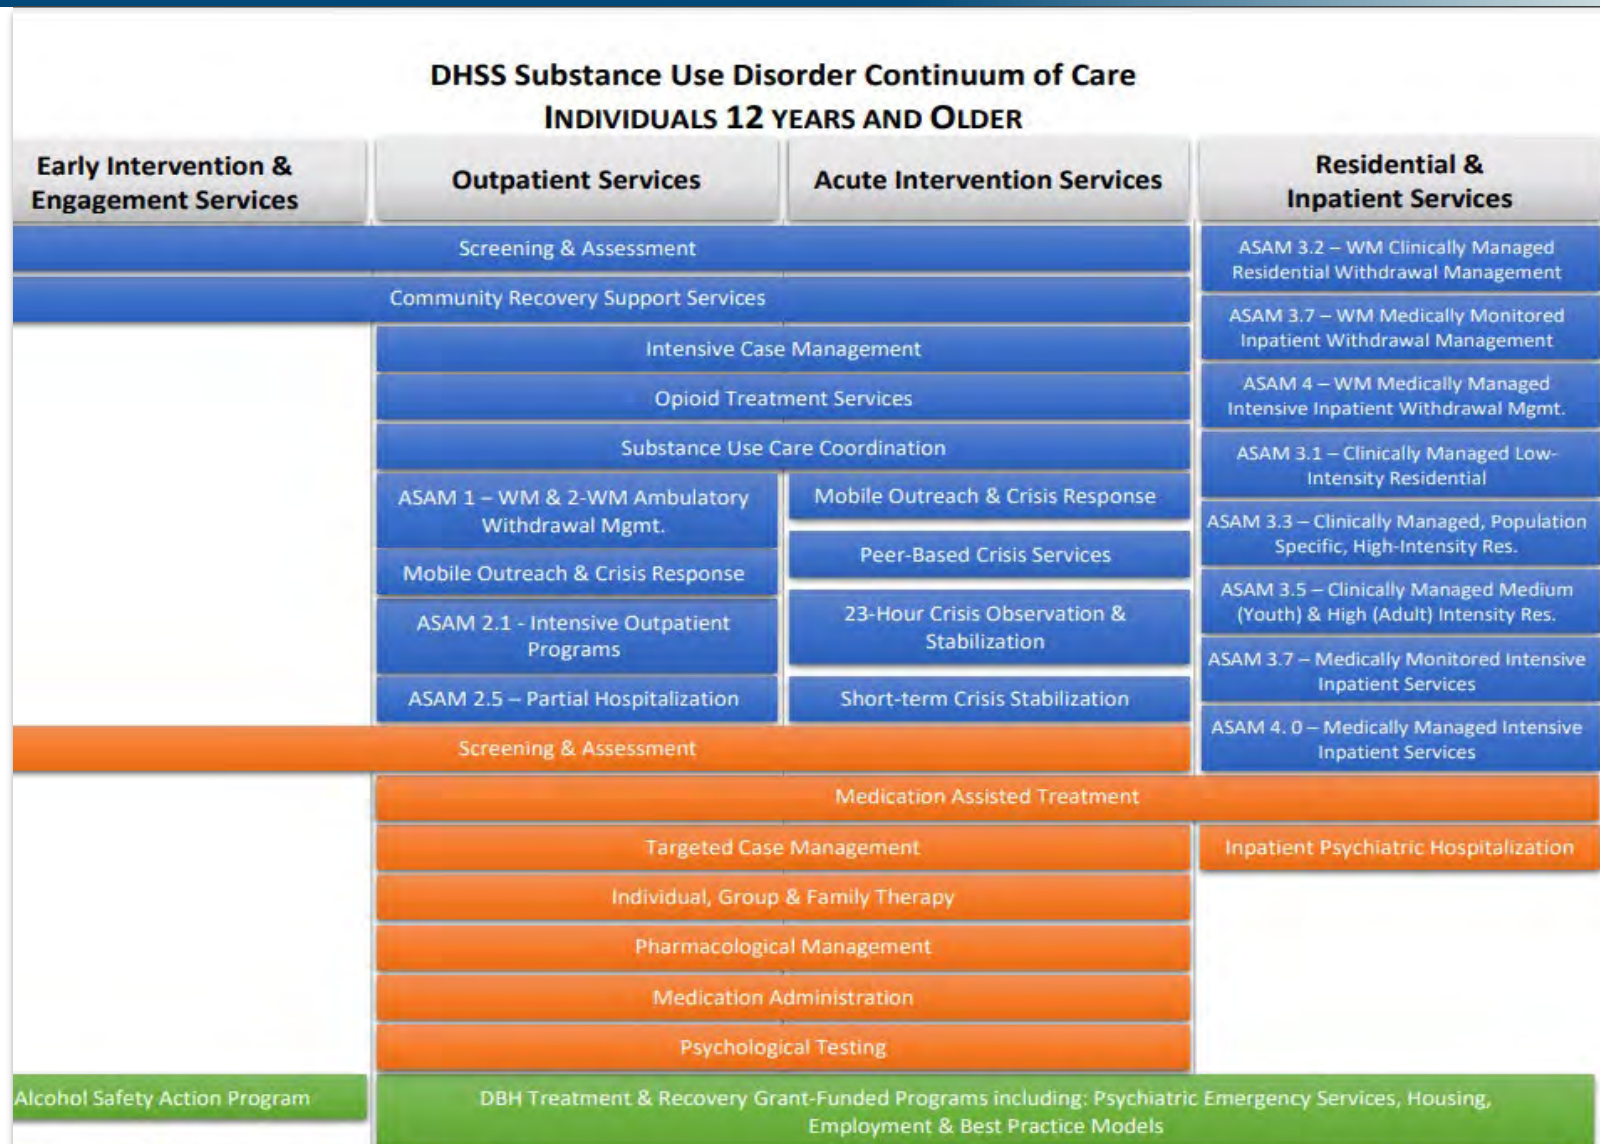 DHSS Substance Use Disorder Continuum of Care
INDIVIDUALS 12 YEARS AND OLDER
Early Intervention &
Engagement Services
Outpatient Services
Acute Intervention Services
Residential &
Inpatient Services
Screening & Assessment
Community Recovery Support Services
Intensive Case Management
Opioid Treatment Services
Substance Use Care Coordination
ASAM 1 – WM & 2-WM Ambulatory
Withdrawal Mgmt.
Mobile Outreach & Crisis Response
ASAM 2.1 - Intensive Outpatient
Programs
ASAM 2.5 – Partial Hospitalization
Mobile Outreach & Crisis Response
Peer-Based Crisis Services
23-Hour Crisis Observation &
Stabilization
Short-term Crisis Stabilization
ASAM 3.2 – WM Clinically Managed
Residential Withdrawal Management
ASAM 3.7 – WM Medically Monitored
Inpatient Withdrawal Management
ASAM 4 – WM Medically Managed
Intensive Inpatient Withdrawal Mgmt.
ASAM 3.1 – Clinically Managed Low-
Intensity Residential
ASAM 3.3 – Clinically Managed, Population
Specific, High-Intensity Res.
ASAM 3.5 – Clinically Managed Medium
(Youth) & High (Adult) Intensity Res.
ASAM 3.7 – Medically Monitored Intensive
Inpatient Services
ASAM 4. 0 – Medically Managed Intensive
Inpatient Services
Screening & Assessment
Medication Assisted Treatment
Targeted Case Management
Inpatient Psychiatric Hospitalization
Individual, Group & Family Therapy
Pharmacological Management
Medication Administration
Psychological Testing
Alcohol Safety Action Program
DBH Treatment & Recovery Grant-Funded Programs including: Psychiatric Emergency Services, Housing,
Employment & Best Practice Models